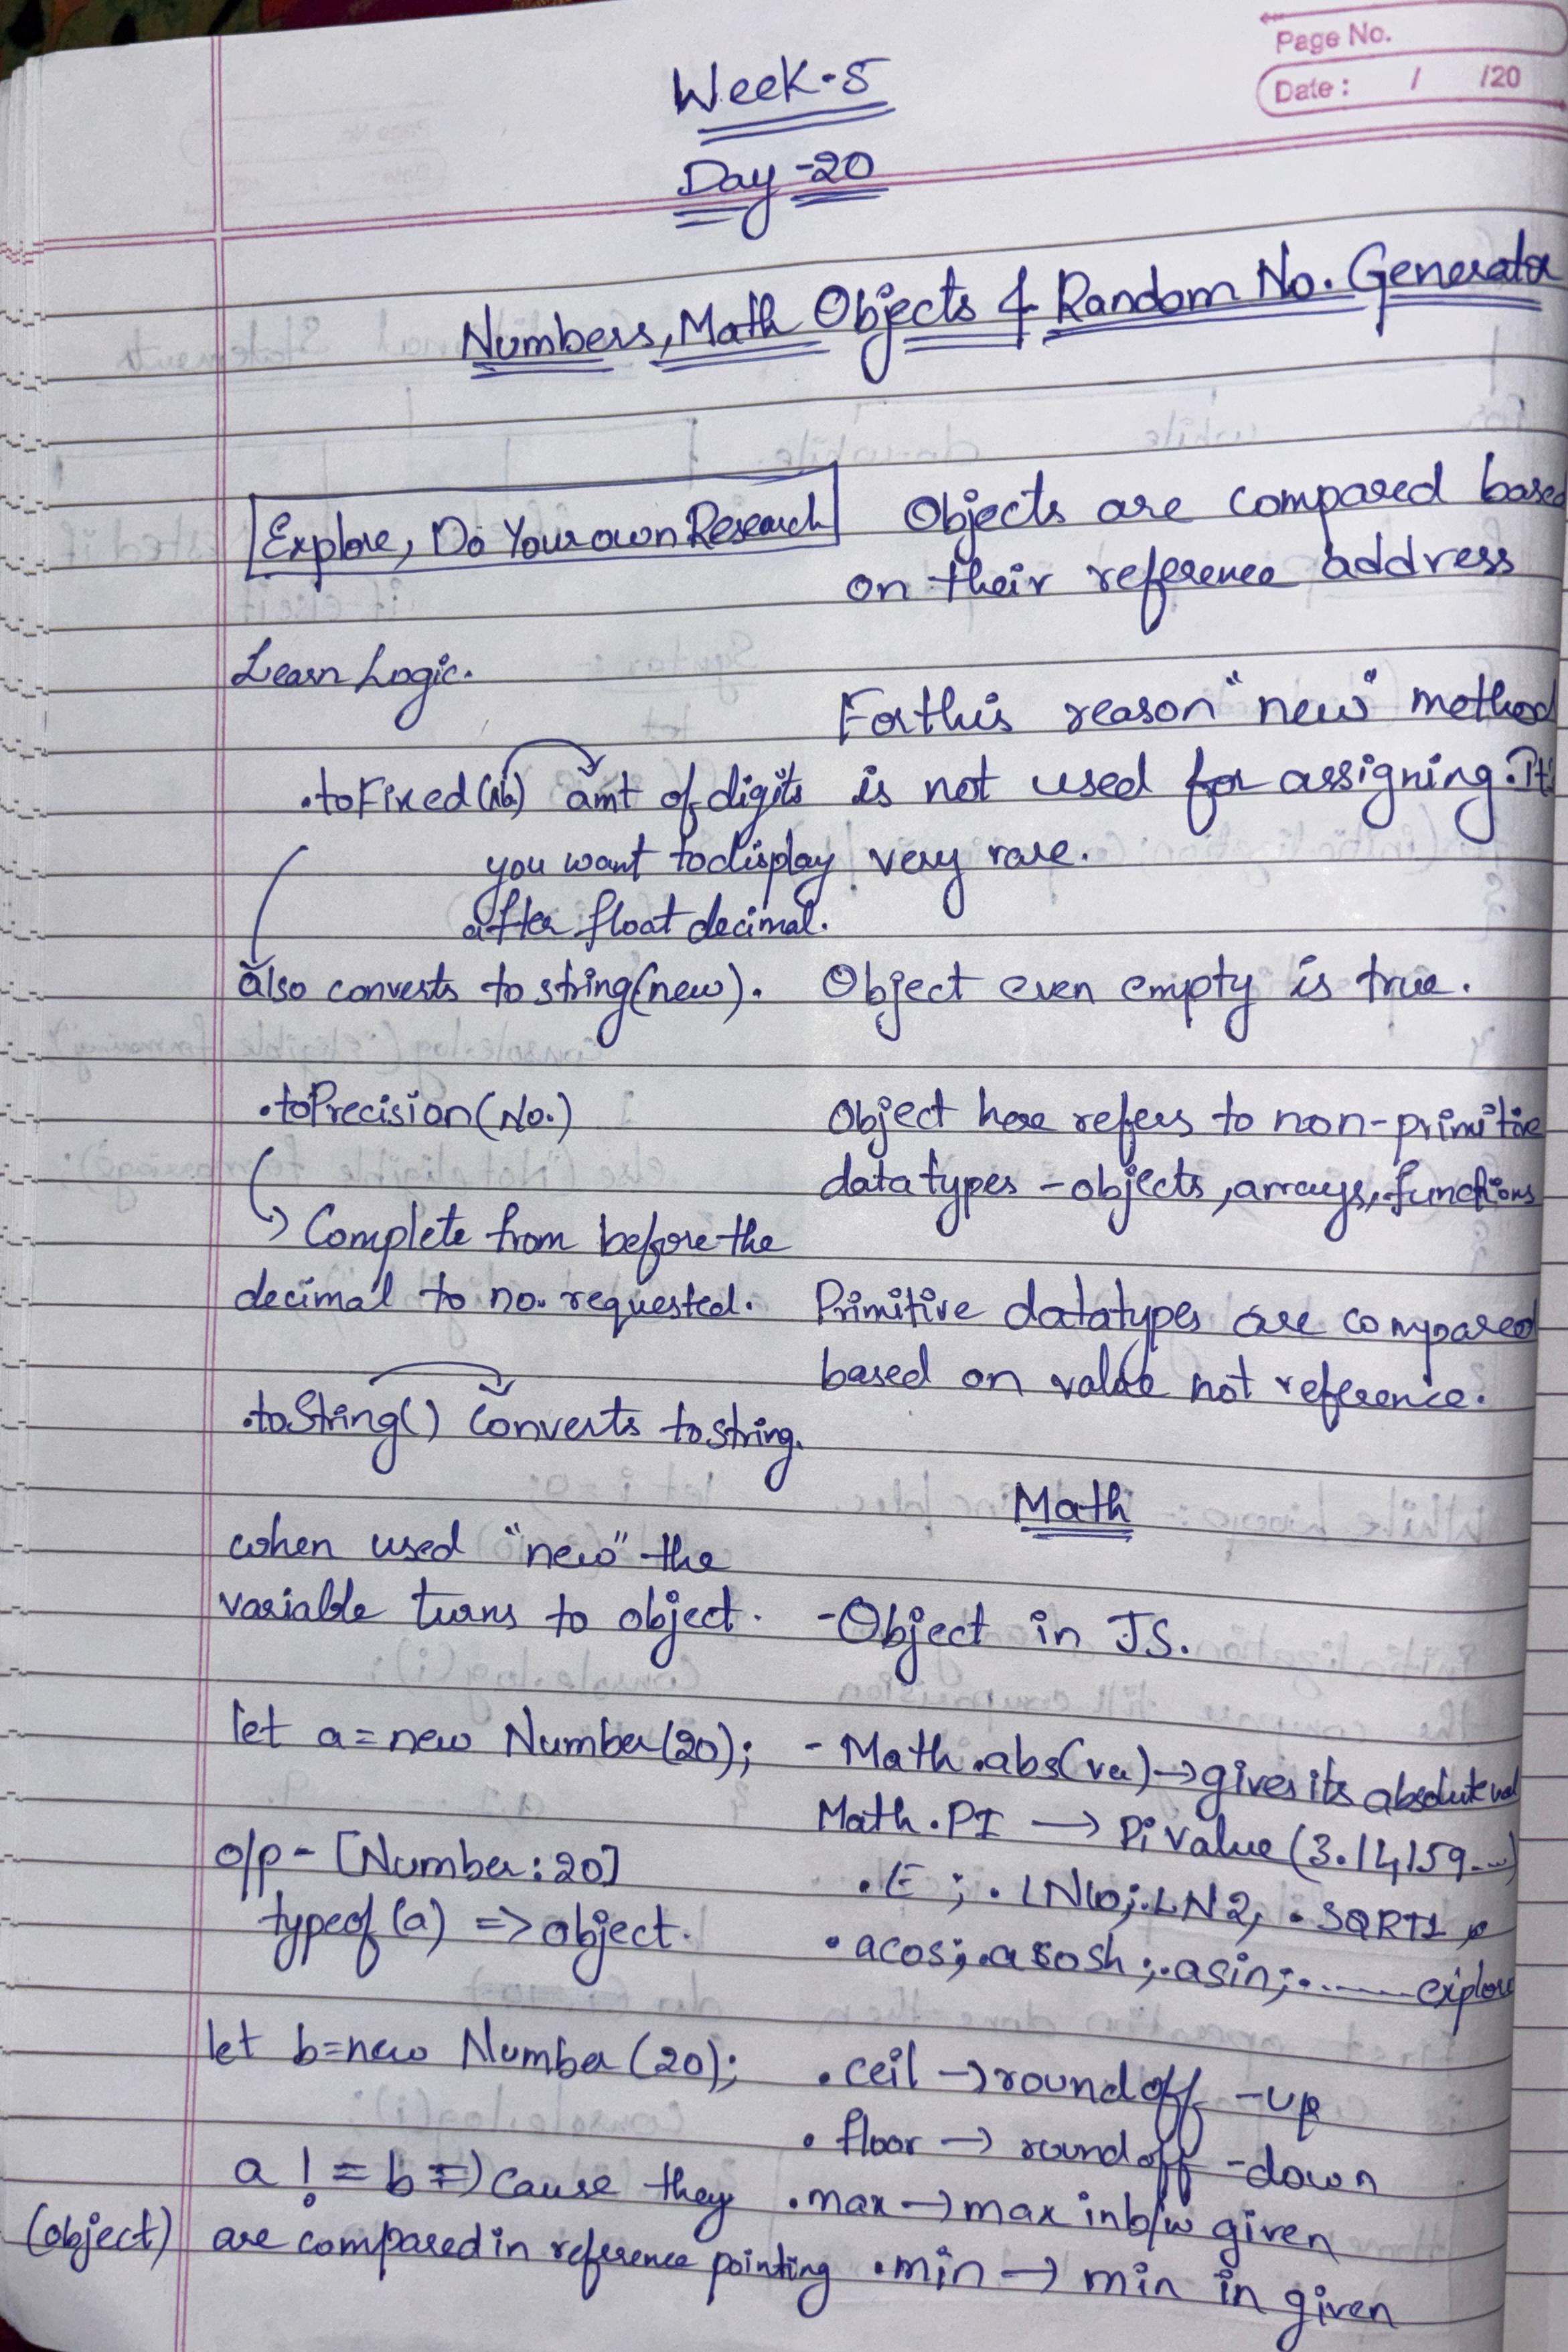 Page No.
Date : / /20
Week-5
Day-20
Numbers, Math Objects & Random No. Generator
Explore, Do Your own Research
Learn Logic.
.toFixed(No.) amt of digits
you want to display
after float decimal.
also converts to string(new).
.toPrecision(No.)
Complete from before the
decimal to no. requested.
.toString() converts to string.
when used "new" the
variable turns to object.
let a=new Number(20);
o/p - [Number:20]
typeof(a) => object.
let b=new Number(20);
a != b => cause they
(object) are compared in reference pointing
Objects are compared base
on their reference address
For this reason "new" method
is not used for assigning. It's
very rare.
Object even empty is true.
Object here refers to non-primitive
datatypes - objects, arrays, functions
Primitive datatypes are compared
based on value not reference.
Math
-Object in JS.
- Math.abs(va) -> gives its absolute val
Math.PI -> Pi value (3.14159...)
.E ; .LN10; .LN2, .SQRT1
.acos; .acosh ; .asin; ...... explore
.ceil -> round off -up
.floor -> round off -down
.max -> max in b/w given
.min -> min in given